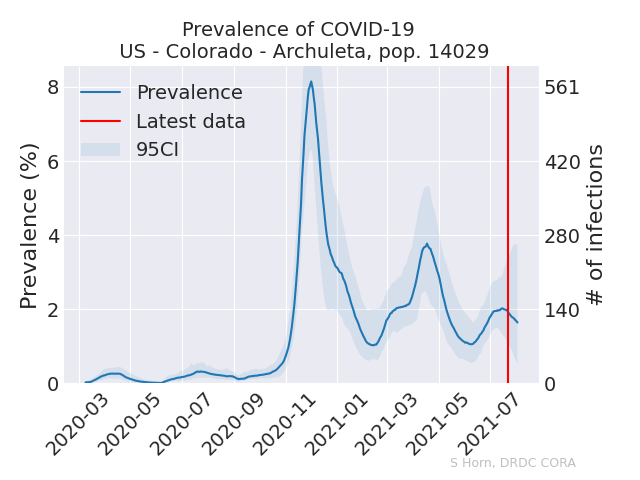 Prevalence of COVID-19
US - Colorado - Archuleta, pop. 14029
Prevalence
Latest data
95CI
Prevalence (%)
8
6
4
2
0
561
420
280
140
0
# of infections
2020-03
2020-05
2020-07
2020-09
2020-11
2021-01
2021-03
2021-05
2021-07
S Horn, DRDC CORA